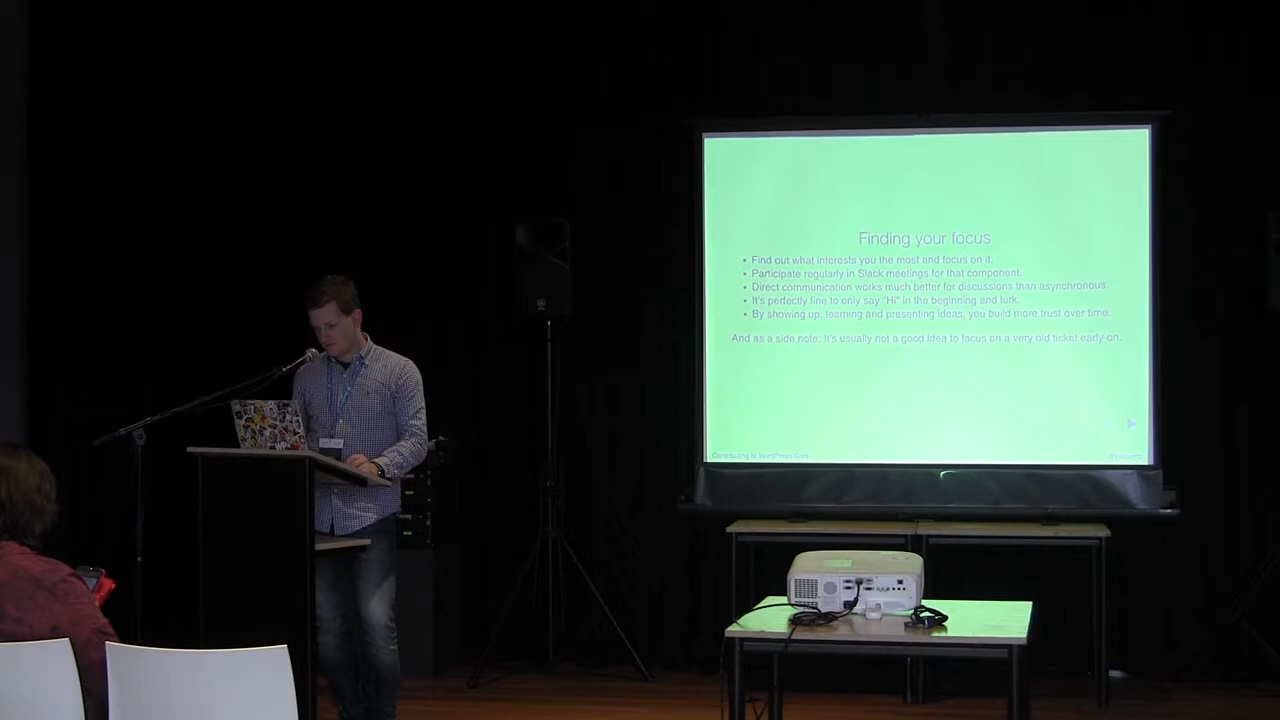 Finding your focus
• Find out what interests you the most and focus on it.
• Participate regularly in Slack meetings for that component.
• Direct communication works much better for discussions than asynchronous.
• It's perfectly fine to only say "Hi" in the beginning and lurk.
• By showing up, learning and presenting ideas, you build more trust over time.
And as a side note: It's usually not a good idea to focus on a very old ticket early on.
Contributing to WordPress Core